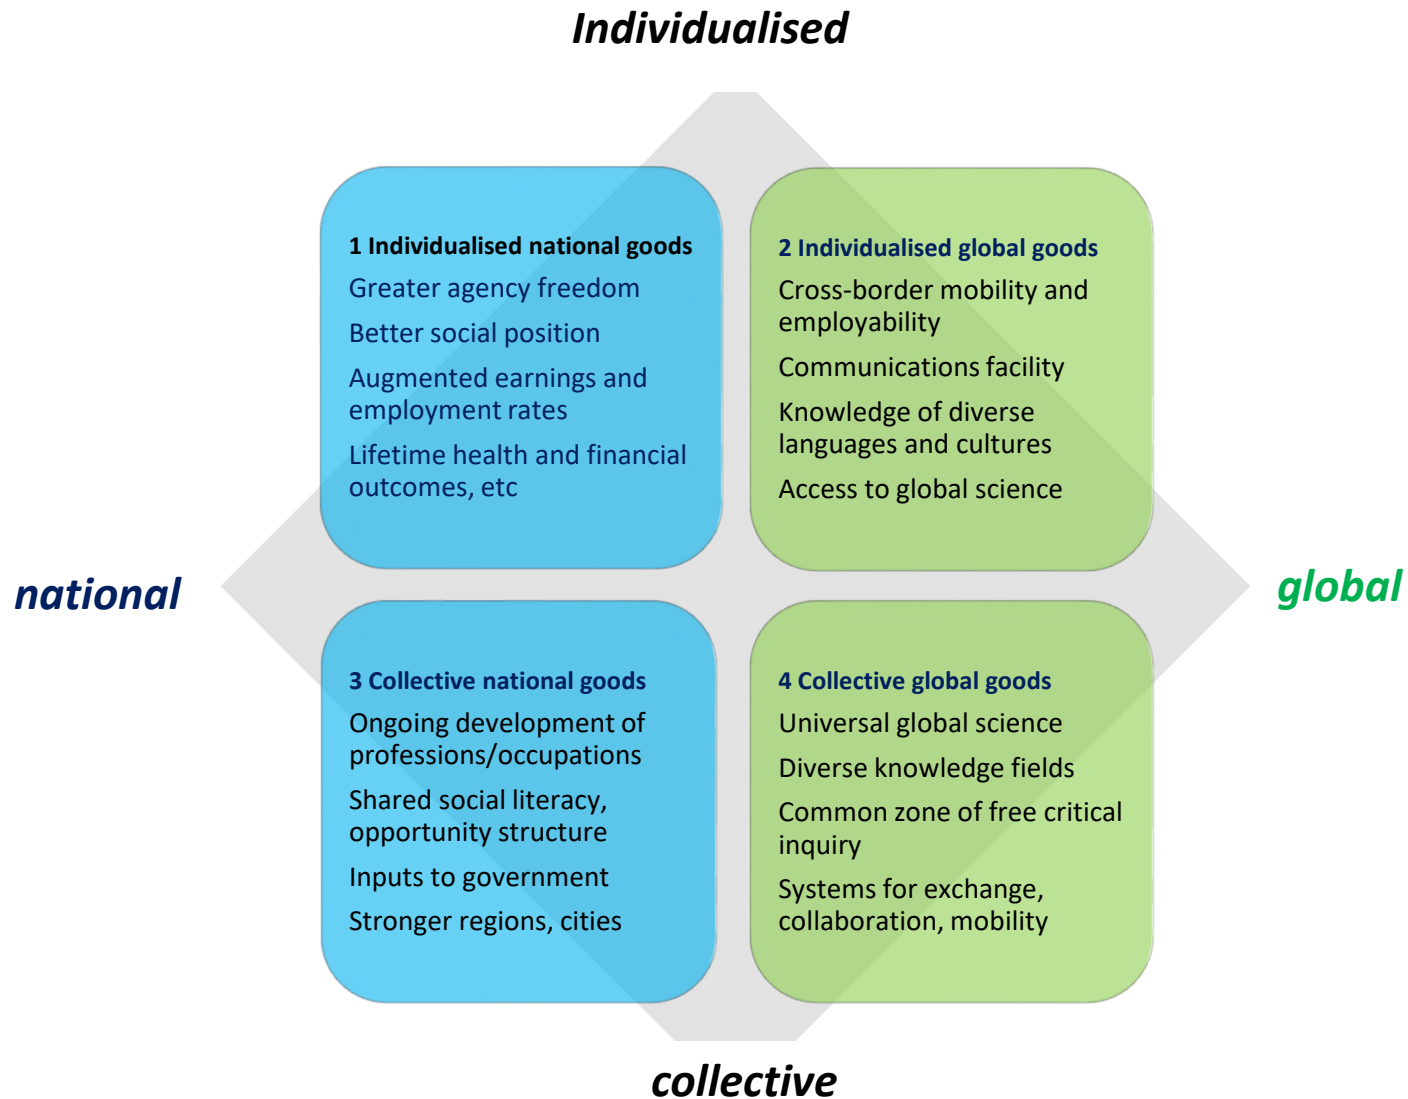 Individualised
1 Individualised national goods
Greater agency freedom
Better social position
Augmented earnings and
employment rates
Lifetime health and financial
outcomes, etc
2 Individualised global goods
Cross-border mobility and
employability
Communications facility
Knowledge of diverse
languages and cultures
Access to global science
national
global
3 Collective national goods
Ongoing development of
professions/occupations
Shared social literacy,
opportunity structure
Inputs to government
Stronger regions, cities
4 Collective global goods
Universal global science
Diverse knowledge fields
Common zone of free critical
inquiry
Systems for exchange,
collaboration, mobility
collective